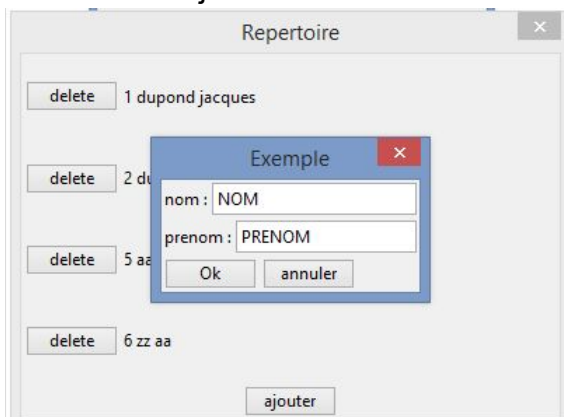 Repertoire
delete 1 dupond jacques
Exemple
delete 2 du
nom : NOM
prenom : PRENOM
delete 5 aa
Ok annuler
delete 6 zz aa
ajouter